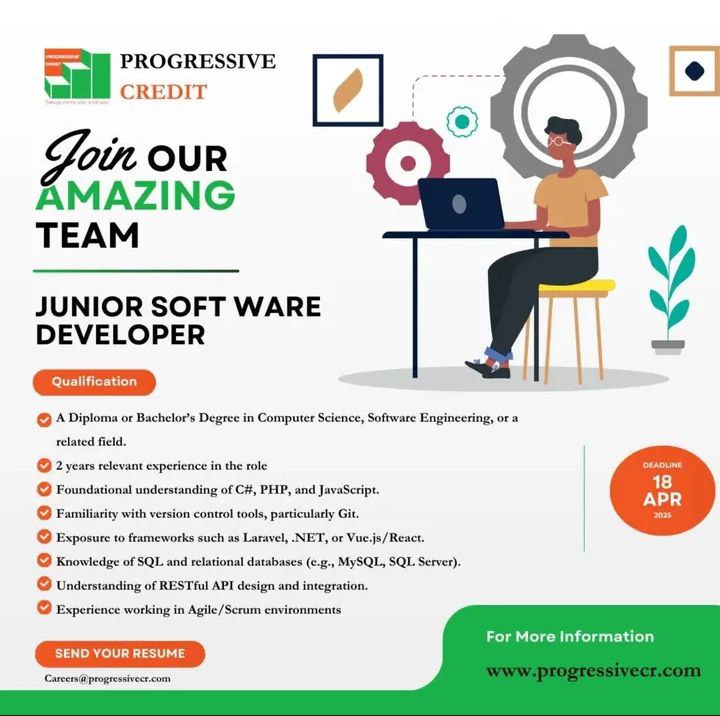 PROGRESSIVE
CREDIT
Join OUR
AMAZING
TEAM
JUNIOR SOFT WARE
DEVELOPER
Qualification
A Diploma or Bachelor's Degree in Computer Science, Software Engineering, or a
related field.
2 years relevant experience in the role
Foundational understanding of C#, PHP, and JavaScript.
Familiarity with version control tools, particularly Git.
Exposure to frameworks such as Laravel, .NET, or Vue.js/React.
Knowledge of SQL and relational databases (e.g., MySQL, SQL Server).
Understanding of RESTful API design and integration.
Experience working in Agile/Scrum environments
DEADLINE
18
APR
2025
SEND YOUR RESUME
Careers@progressivecr.com
For More Information
www.progressivecr.com